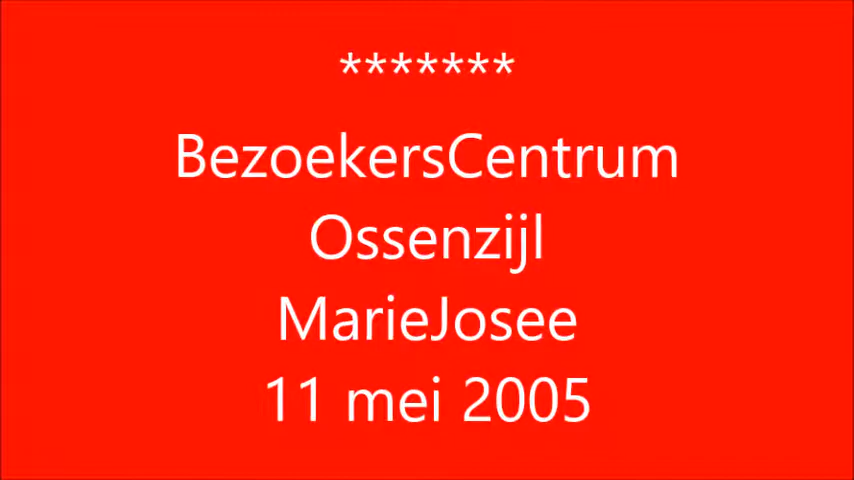 *******
BezoekersCentrum
Ossenzijl
MarieJosee
11 mei 2005